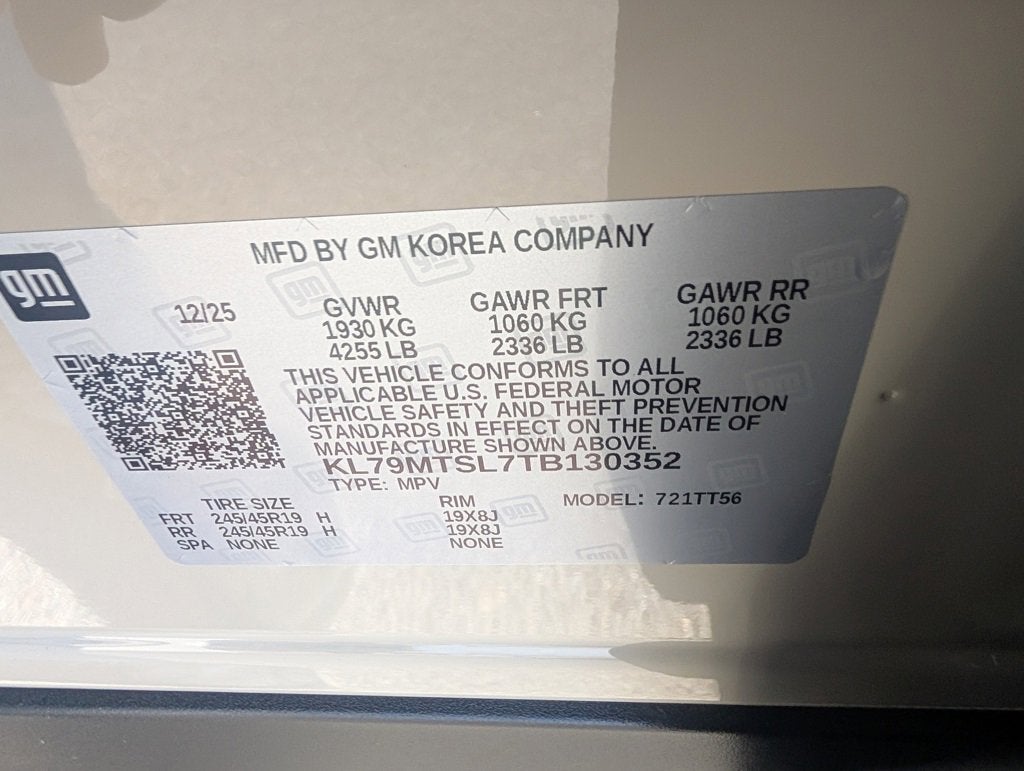 MFD BY GM KOREA COMPANY
gm
12/25 GVWR GAWR FRT GAWR RR
1930 KG 1060 KG 1060 KG
4255 LB 2336 LB 2336 LB
THIS VEHICLE CONFORMS TO ALL
APPLICABLE U.S. FEDERAL MOTOR
VEHICLE SAFETY AND THEFT PREVENTION
STANDARDS IN EFFECT ON THE DATE OF
MANUFACTURE SHOWN ABOVE.
KL79MTSL7TB130352
TYPE: MPV
MODEL: 721TT56
TIRE SIZE RIM
FRT 245/45R19 H 19X8J
RR 245/45R19 H 19X8J
SPA NONE NONE